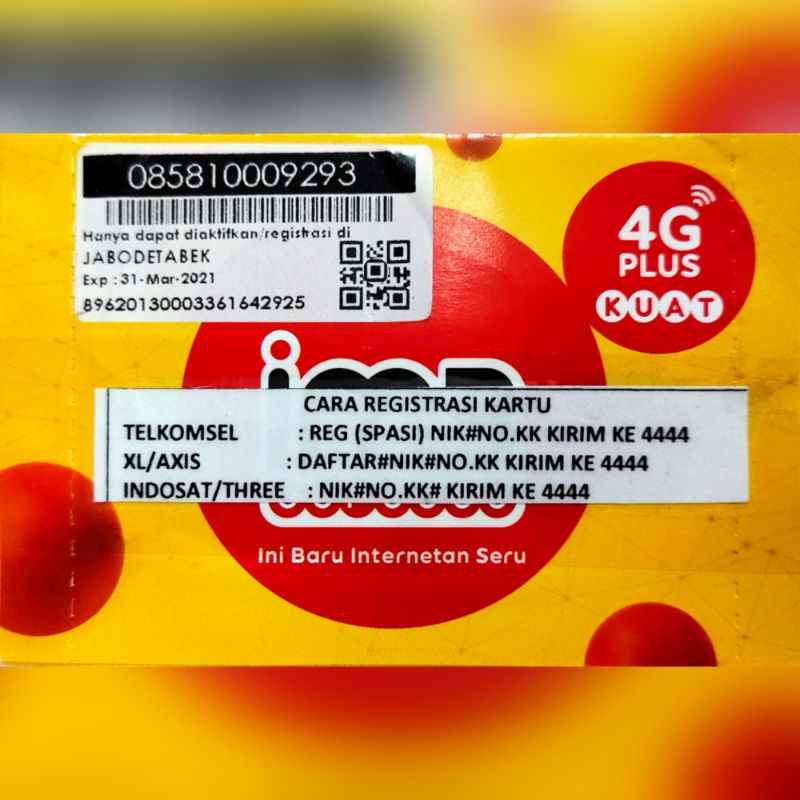 085810009293
Hanya dapat diaktifkan/registrasi di
JABODETABEK
Exp : 31-Mar-2021
89620130003361642925
4G
PLUS
KUAT
CARA REGISTRASI KARTU
TELKOMSEL : REG (SPASI) NIK#NO.KK KIRIM KE 4444
XL/AXIS : DAFTAR#NIK#NO.KK KIRIM KE 4444
INDOSAT/THREE : NIK#NO.KK# KIRIM KE 4444
Ini Baru Internetan Seru